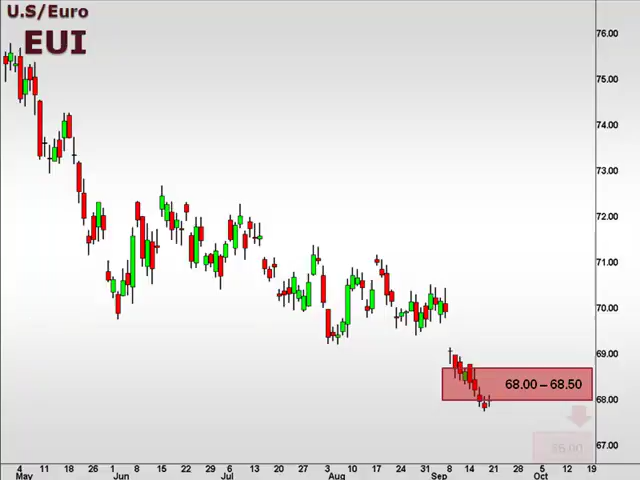 U.S/Euro
EUI
76.00
75.00
74.00
73.00
72.00
71.00
70.00
69.00
68.00 – 68.50
68.00
67.00
4 11 18 26 1 8 15 22 29 6 13 20 27 3 10 17 24 31 8 14 21 28 5 12 19
May Jun Jul Aug Sep Oct